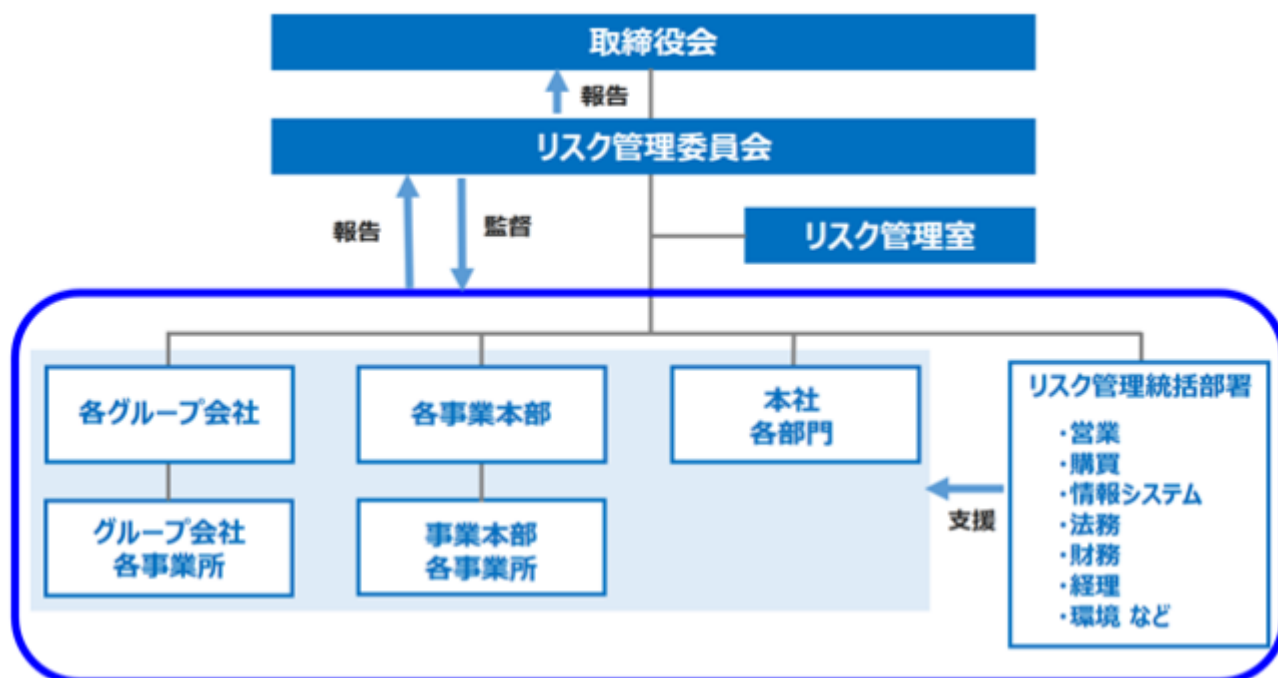 取締役会
報告
リスク管理委員会
報告
監督
リスク管理室
各グループ会社
各事業本部
本社
各部門
リスク管理統括部署
・営業
・購買
・情報システム
・法務
・財務
・経理
・環境 など
支援
グループ会社
各事業所
事業本部
各事業所